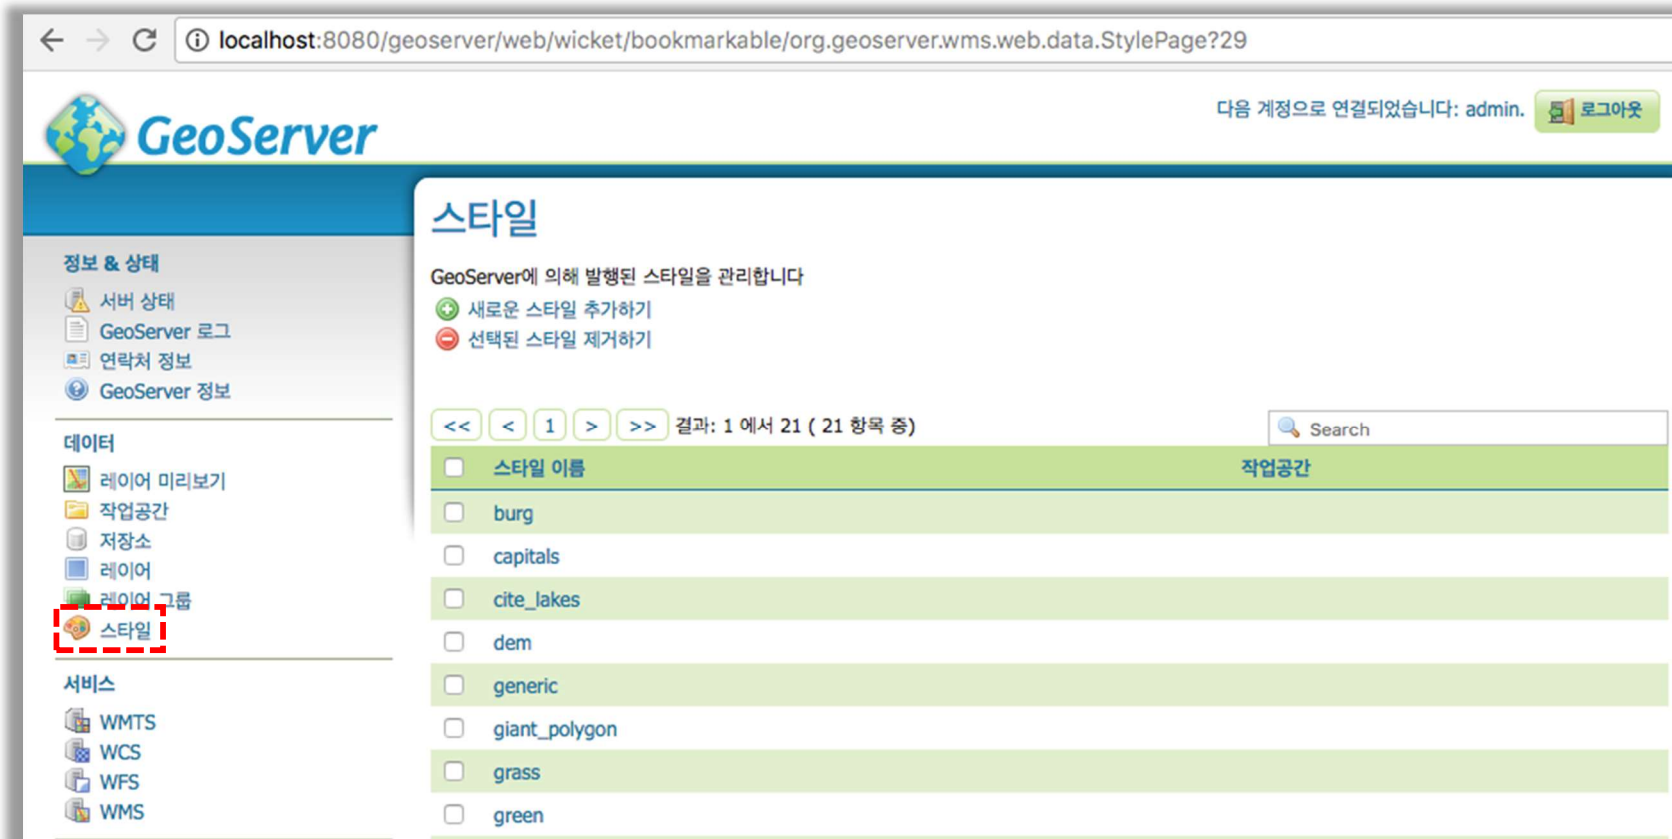 localhost:8080/geoserver/web/wicket/bookmarkable/org.geoserver.wms.web.data.StylePage?29
GeoServer
다음 계정으로 연결되었습니다: admin.
로그아웃
정보 & 상태
서버 상태
GeoServer 로그
연락처 정보
GeoServer 정보
데이터
레이어 미리보기
작업공간
저장소
레이어
레이어 그룹
스타일
서비스
WMTS
WCS
WFS
WMS
스타일
GeoServer에 의해 발행된 스타일을 관리합니다
새로운 스타일 추가하기
선택된 스타일 제거하기
<< < 1 > >> 결과: 1 에서 21 ( 21 항목 중)
Search
스타일 이름 작업공간
burg
capitals
cite_lakes
dem
generic
giant_polygon
grass
green